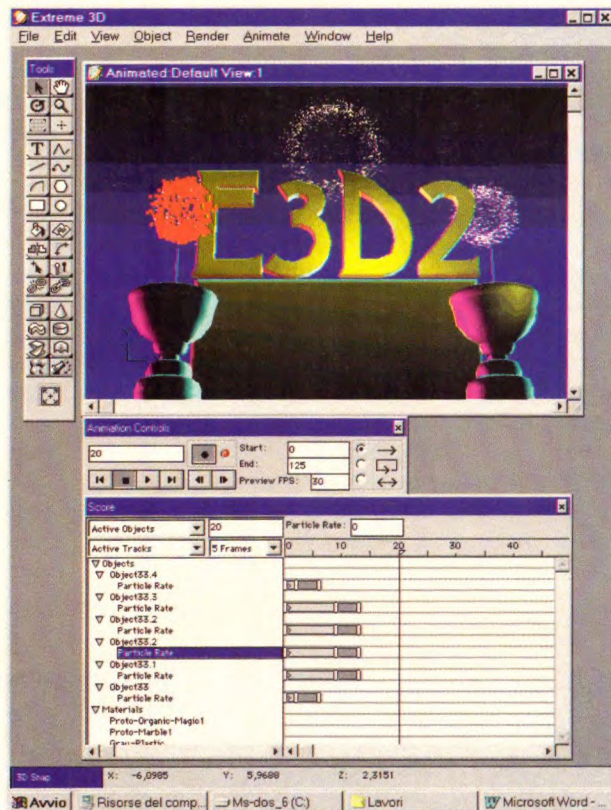 Extreme 3D
File Edit View Object Render Animate Window Help
Tools
Animated:Default View:1
T
E3D2
Animation Controls
20
Start: 0
End: 125
Preview FPS: 30
Score
Active Objects 20 Particle Rate: 0
Active Tracks 5 Frames 0 10 20 30 40
Objects
Object33.4
Particle Rate
Object33.3
Particle Rate
Object33.2
Particle Rate
Object33.2
Particle Rate
Object33.1
Particle Rate
Object33
Particle Rate
Materials
Proto-Organic-Magic1
Proto-Marble1
Grau-Plastic
3D Snap X: -6,0985 Y: 5,9688 Z: 2,3151
Avvio Risorse del comp... Ms-dos_6 (C:) Lavori Microsoft Word -...